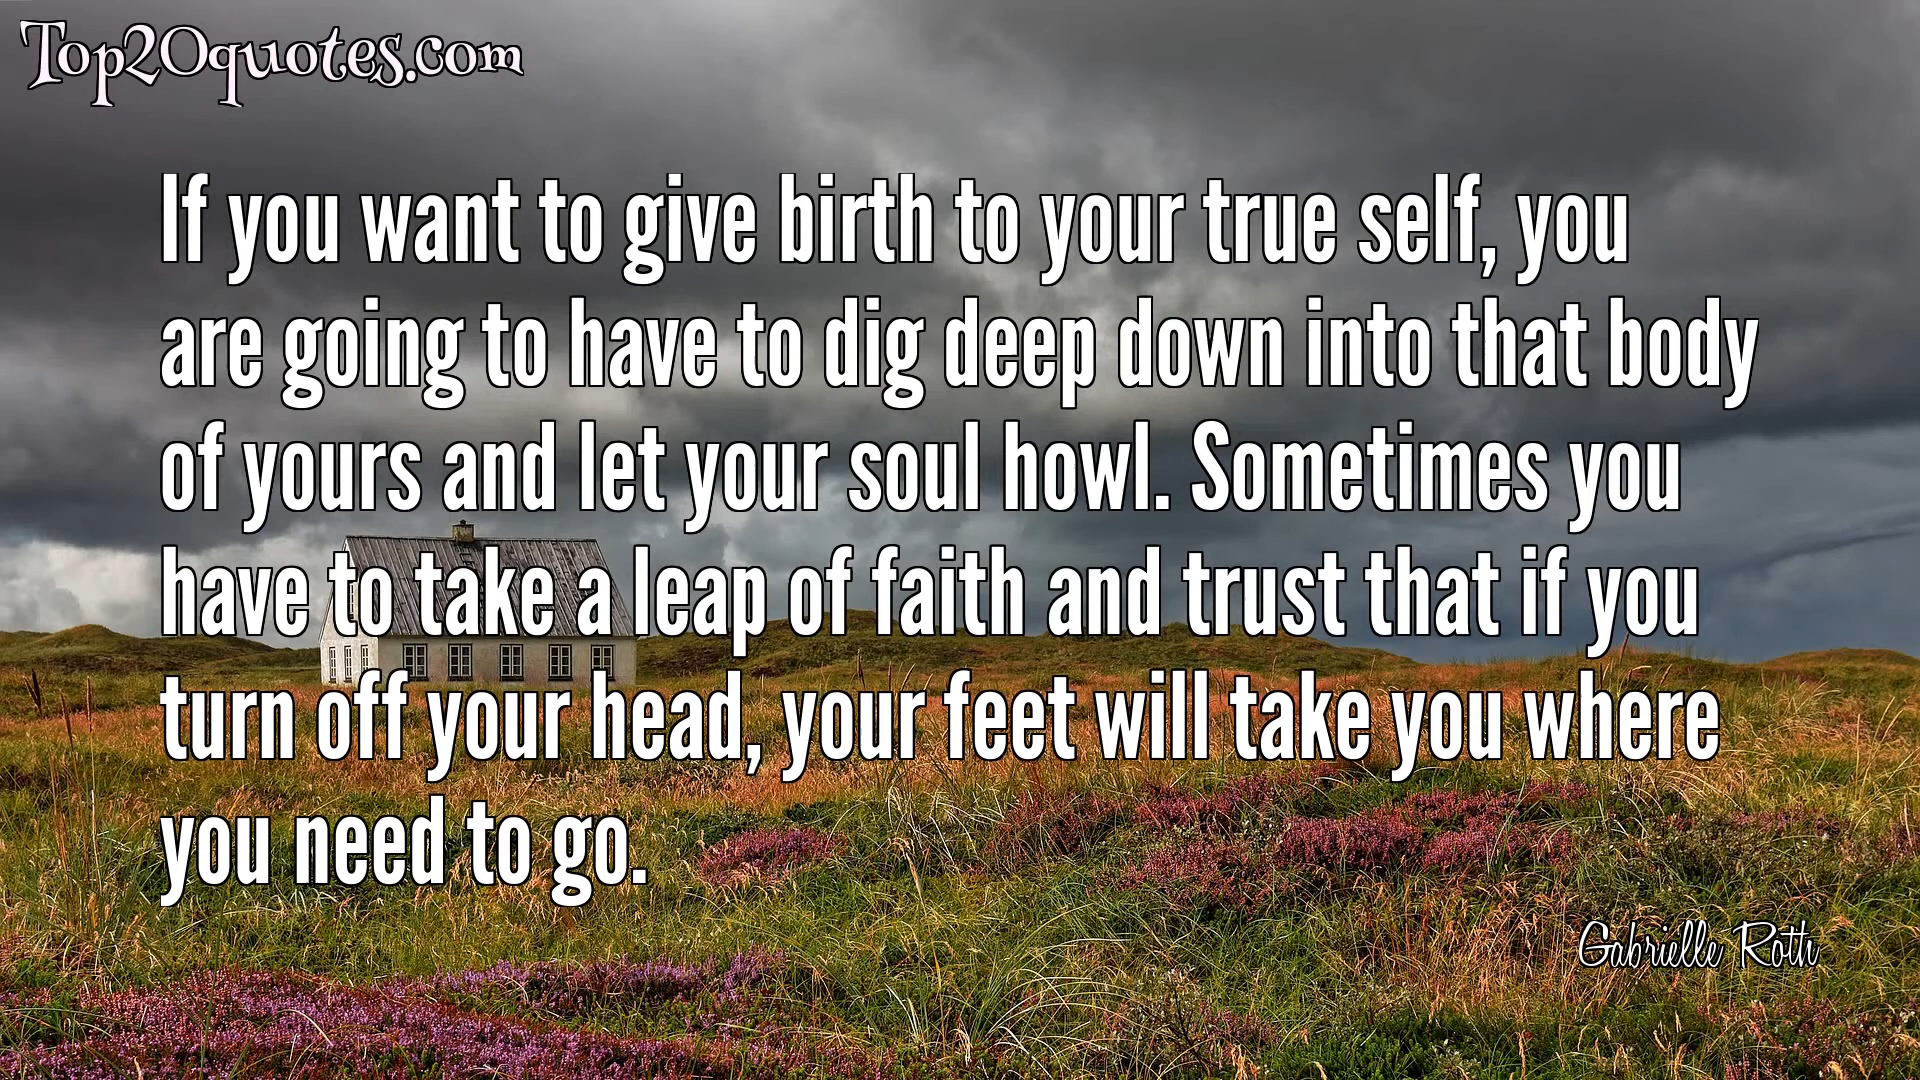 Top20quotes.com
If you want to give birth to your true self, you
are going to have to dig deep down into that body
of yours and let your soul howl. Sometimes you
have to take a leap of faith and trust that if you
turn off your head, your feet will take you where
you need to go.
Gabrielle Roth